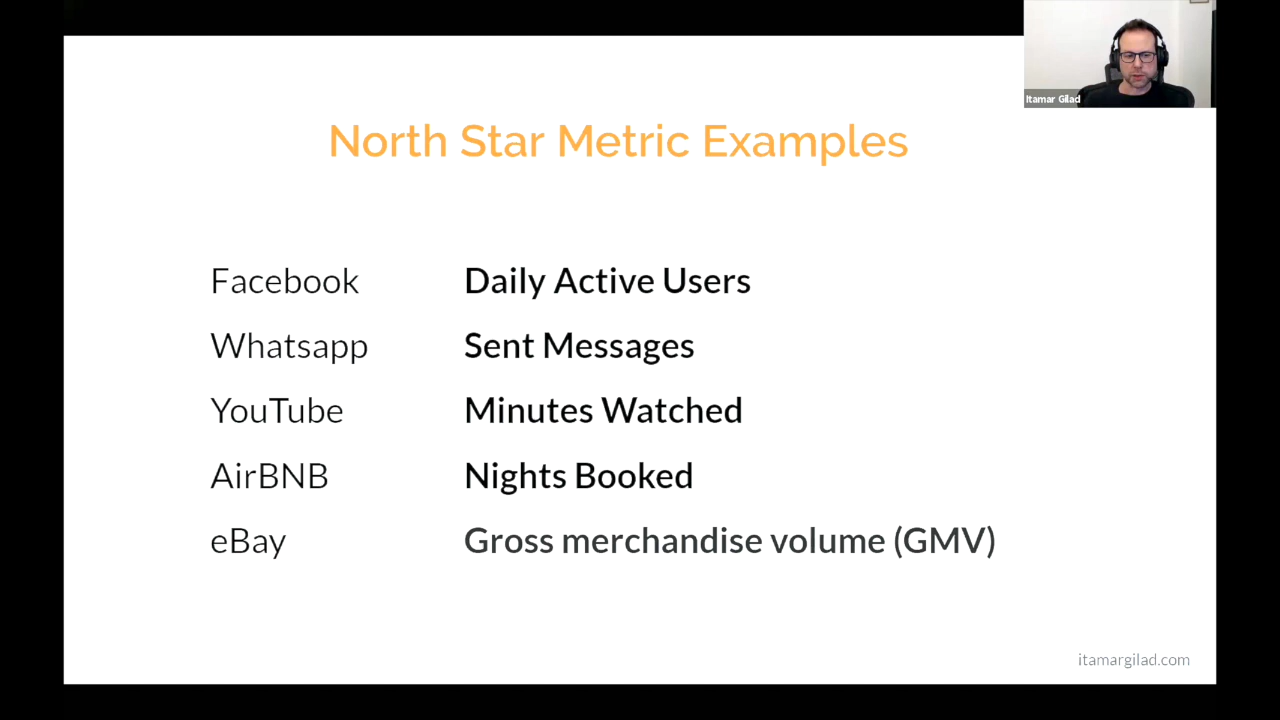 Itamar Gilad
North Star Metric Examples
Facebook Daily Active Users
Whatsapp Sent Messages
YouTube Minutes Watched
AirBNB Nights Booked
eBay Gross merchandise volume (GMV)
itamargilad.com